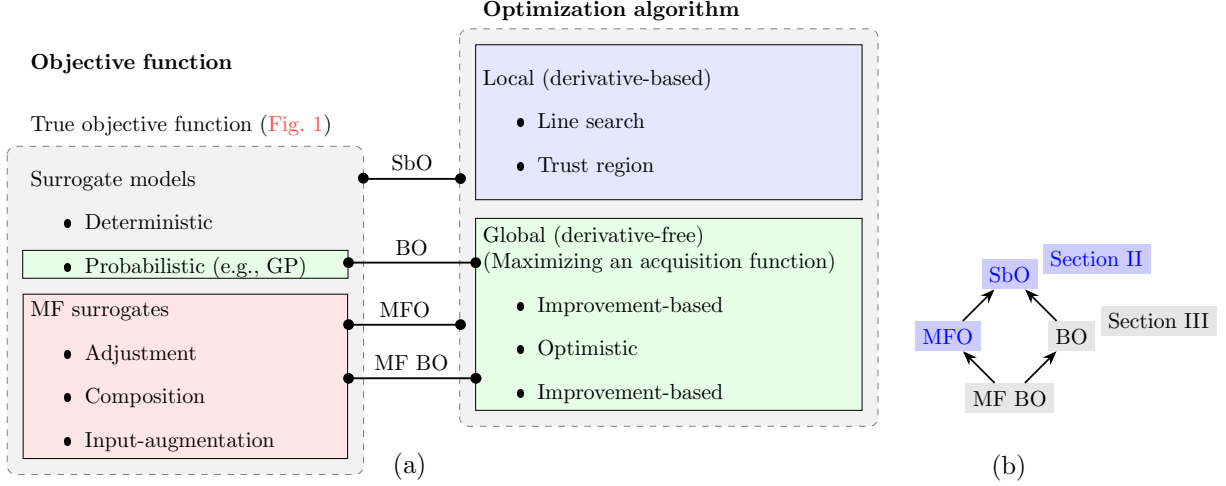 Optimization algorithm
Objective function
True objective function (Fig. 1)
Surrogate models
• Deterministic
• Probabilistic (e.g., GP)
MF surrogates
• Adjustment
• Composition
• Input-augmentation
SbO
BO
MFO
MF BO
Local (derivative-based)
• Line search
• Trust region
Global (derivative-free)
(Maximizing an acquisition function)
• Improvement-based
• Optimistic
• Improvement-based
(a)
SbO
Section II
MFO
BO
Section III
MF BO
(b)